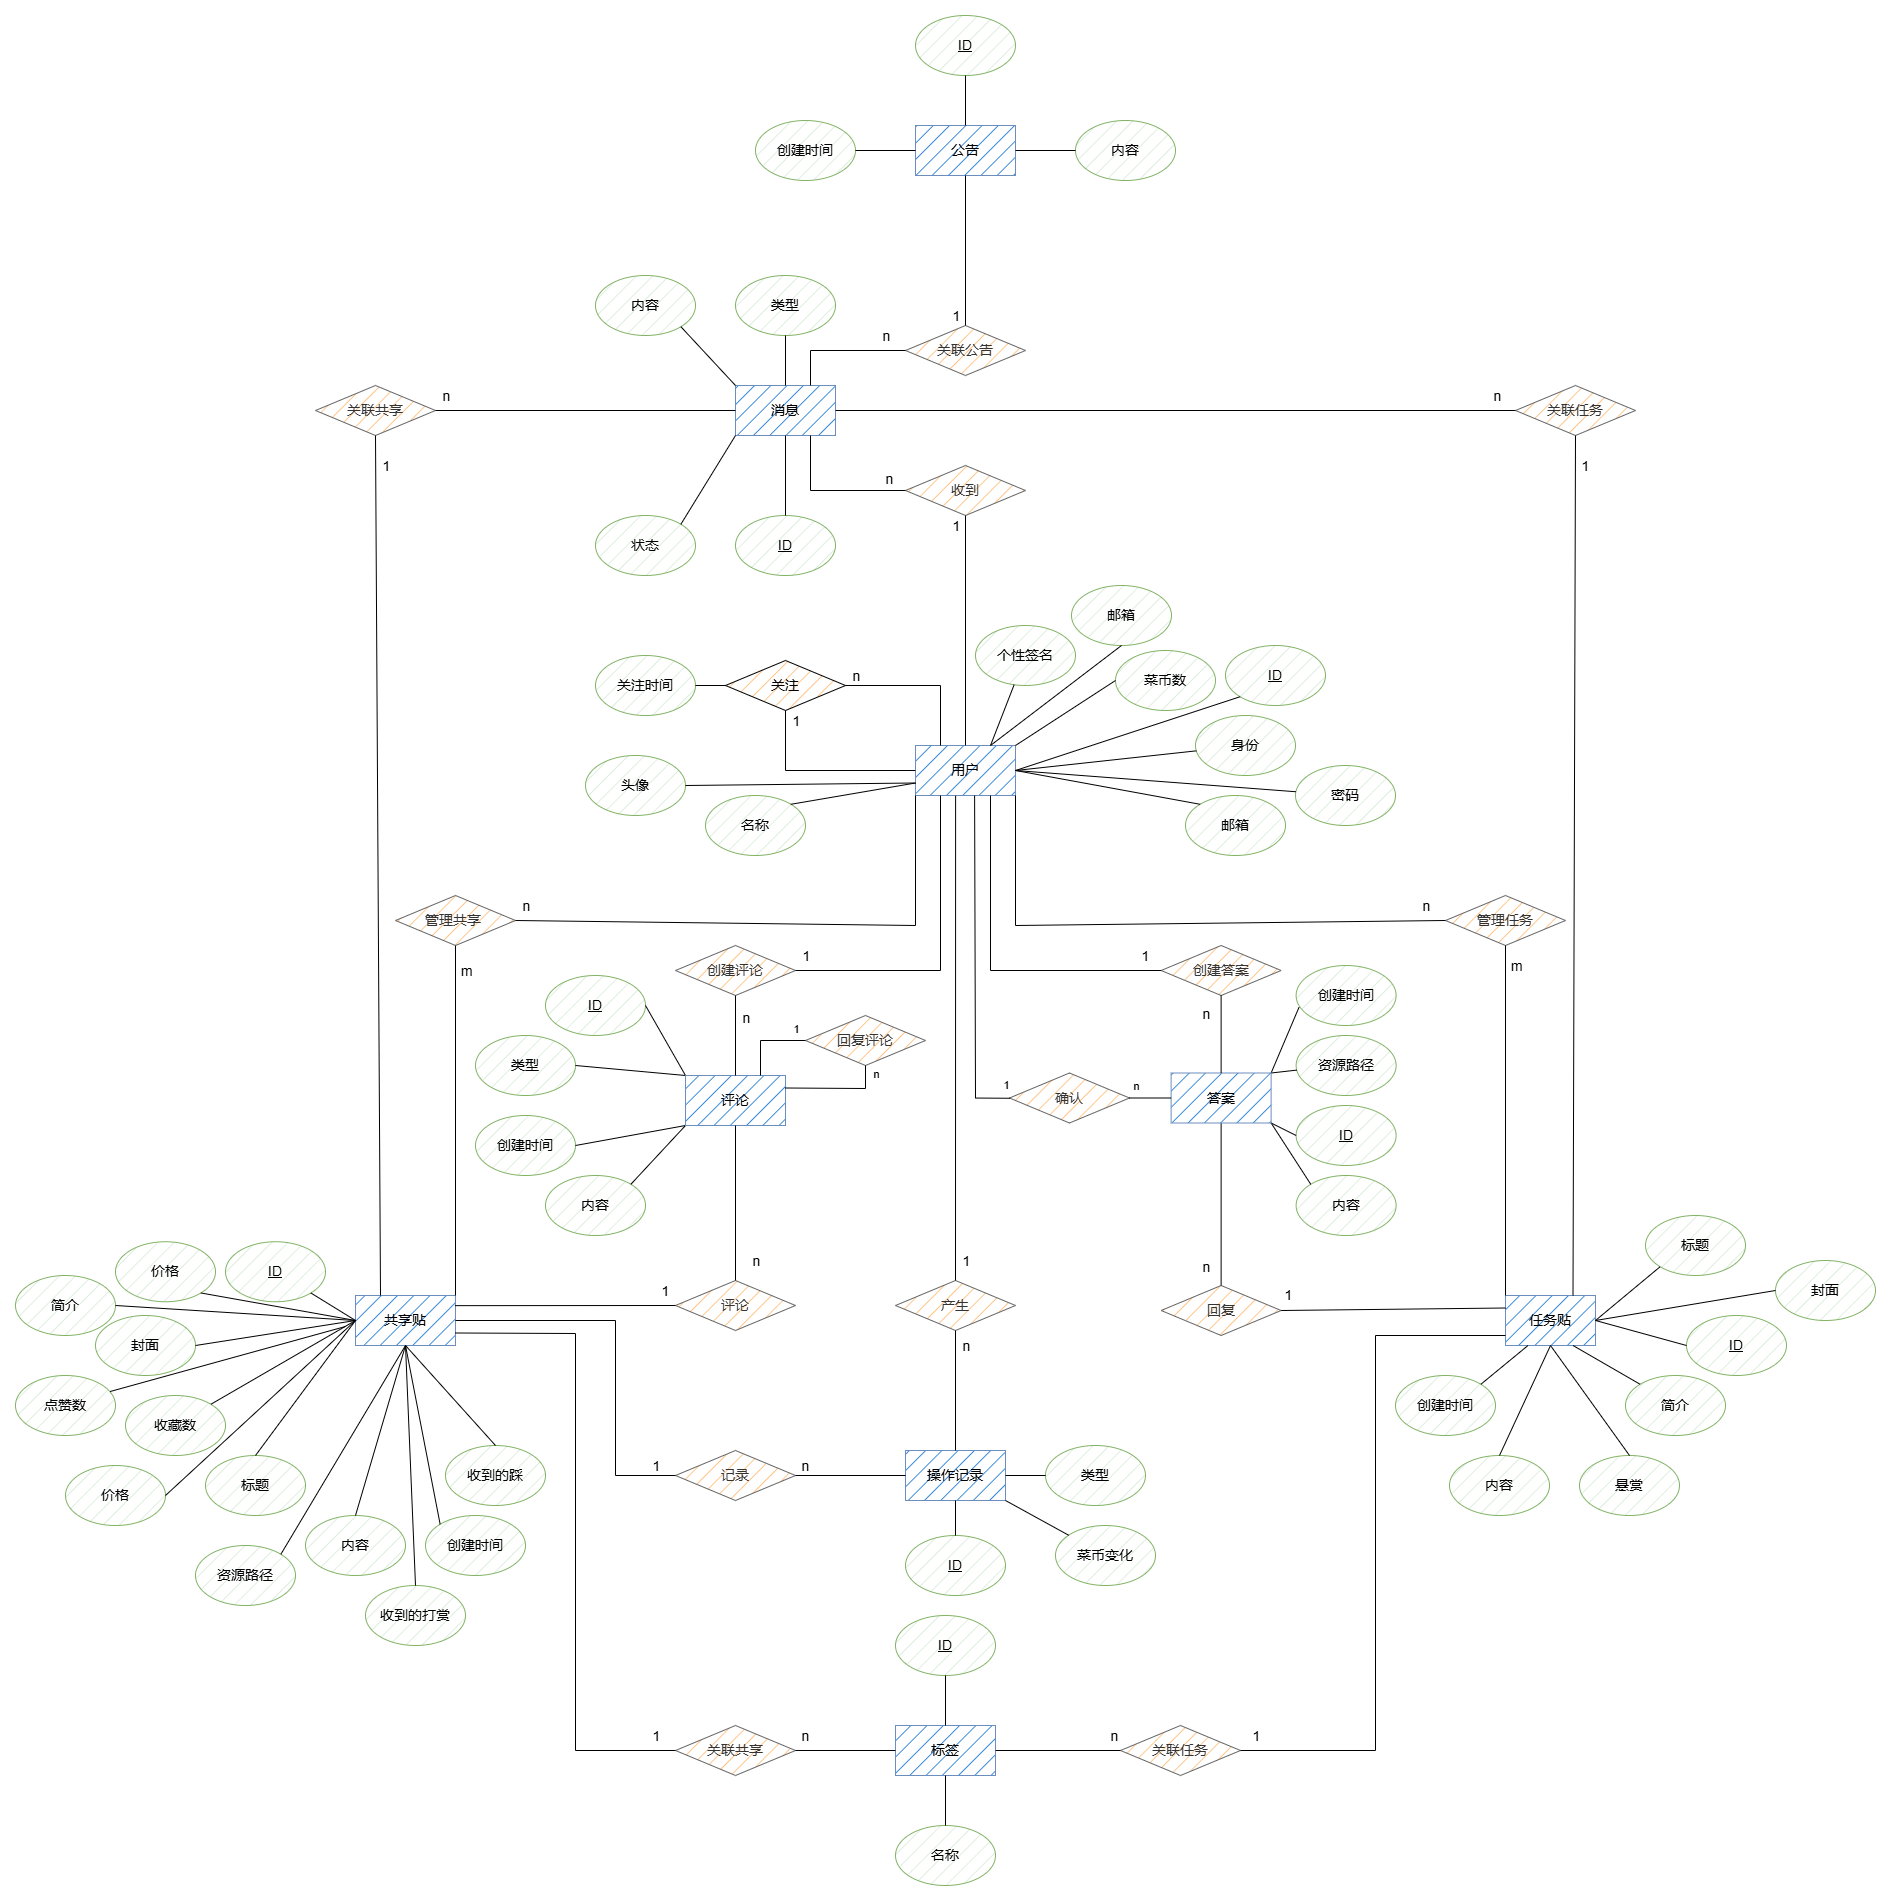 ID
创建时间
公告
内容
1
n
关联公告
内容
类型
关联共享
n
消息
n
关联任务
1
1
n
收到
1
状态
ID
邮箱
个性签名
菜币数
ID
关注时间
关注
n
1
身份
用户
头像
密码
名称
邮箱
管理共享
n
n
管理任务
m
m
创建评论
1
1
创建答案
n
n
ID
创建时间
1
回复评论
n
类型
资源路径
评论
1
确认
n
答案
创建时间
ID
内容
内容
n
1
n
价格
ID
标题
简介
封面
1
评论
产生
回复
1
封面
共享贴
任务贴
ID
n
点赞数
收藏数
创建时间
简介
价格
标题
收到的踩
1
记录
n
操作记录
类型
内容
悬赏
资源路径
内容
创建时间
ID
菜币变化
收到的打赏
ID
1
关联共享
n
标签
n
关联任务
1
名称